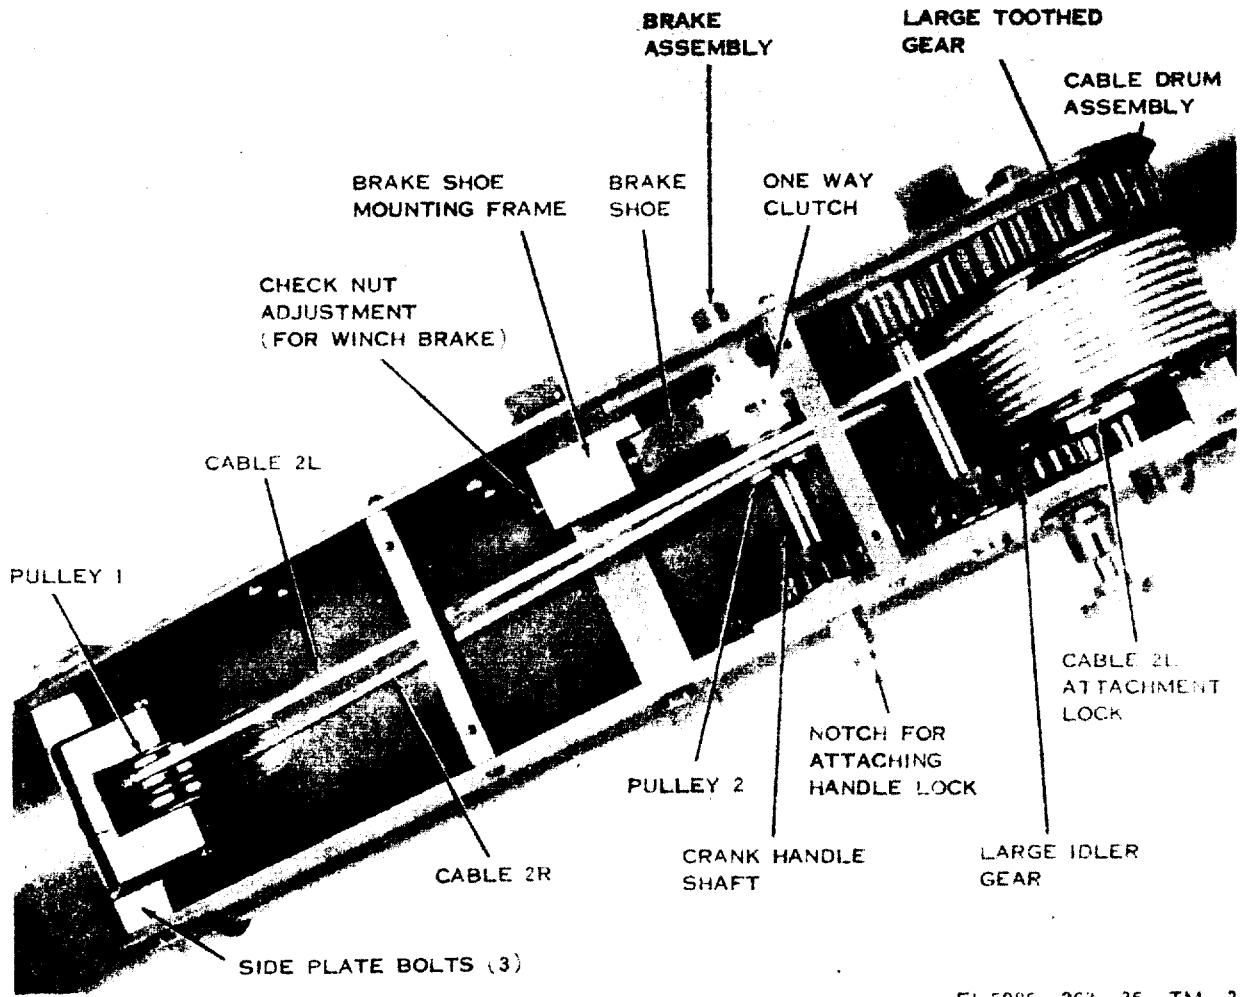 BRAKE
ASSEMBLY
LARGE TOOTHED
GEAR
CABLE DRUM
ASSEMBLY
BRAKE SHOE
MOUNTING FRAME
BRAKE
SHOE
ONE WAY
CLUTCH
CHECK NUT
ADJUSTMENT
(FOR WINCH BRAKE)
CABLE 2L
PULLEY 1
CABLE 2L
ATTACHMENT
LOCK
NOTCH FOR
ATTACHING
HANDLE LOCK
PULLEY 2
CRANK HANDLE
SHAFT
LARGE IDLER
GEAR
CABLE 2R
SIDE PLATE BOLTS (3)